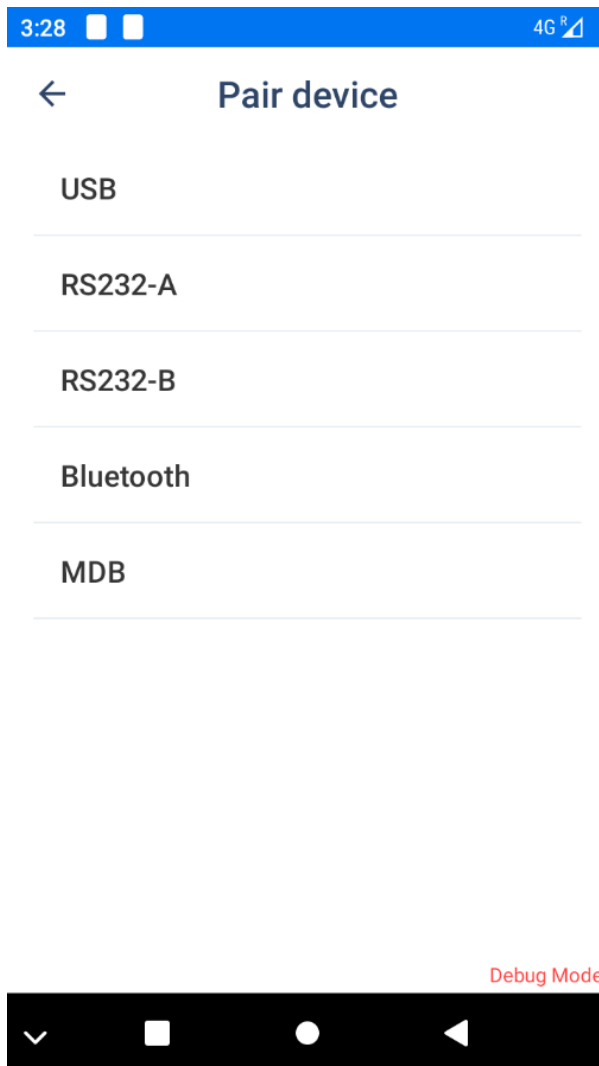 3:28
4G R
Pair device
USB
RS232-A
RS232-B
Bluetooth
MDB
Debug Mode